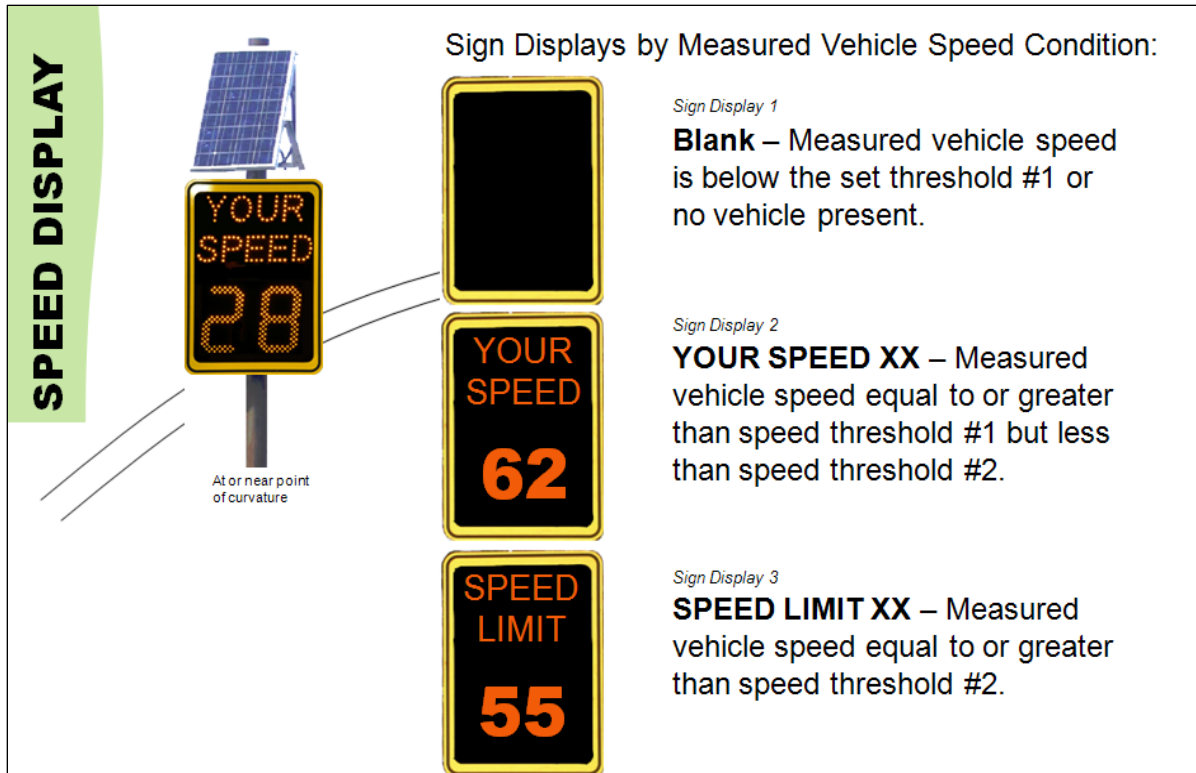 SPEED DISPLAY
Sign Displays by Measured Vehicle Speed Condition:
YOUR
SPEED
28
At or near point
of curvature
Sign Display 1
Blank – Measured vehicle speed
is below the set threshold #1 or
no vehicle present.
YOUR
SPEED
62
Sign Display 2
YOUR SPEED XX – Measured
vehicle speed equal to or greater
than speed threshold #1 but less
than speed threshold #2.
SPEED
LIMIT
55
Sign Display 3
SPEED LIMIT XX – Measured
vehicle speed equal to or greater
than speed threshold #2.